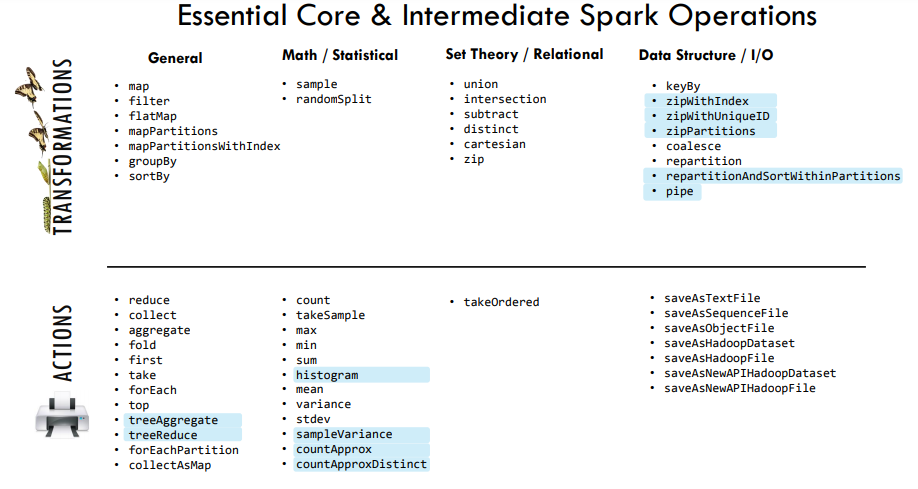 Essential Core & Intermediate Spark Operations
TRANSFORMATIONS
General
• map
• filter
• flatMap
• mapPartitions
• mapPartitionsWithIndex
• groupBy
• sortBy
Math / Statistical
• sample
• randomSplit
Set Theory / Relational
• union
• intersection
• subtract
• distinct
• cartesian
• zip
Data Structure / I/O
• keyBy
• zipWithIndex
• zipWithUniqueID
• zipPartitions
• coalesce
• repartition
• repartitionAndSortWithinPartitions
• pipe
ACTIONS
• reduce
• collect
• aggregate
• fold
• first
• take
• forEach
• top
• treeAggregate
• treeReduce
• forEachPartition
• collectAsMap
• count
• takeSample
• max
• min
• sum
• histogram
• mean
• variance
• stdev
• sampleVariance
• countApprox
• countApproxDistinct
• takeOrdered
• saveAsTextFile
• saveAsSequenceFile
• saveAsObjectFile
• saveAsHadoopDataset
• saveAsHadoopFile
• saveAsNewAPIHadoopDataset
• saveAsNewAPIHadoopFile